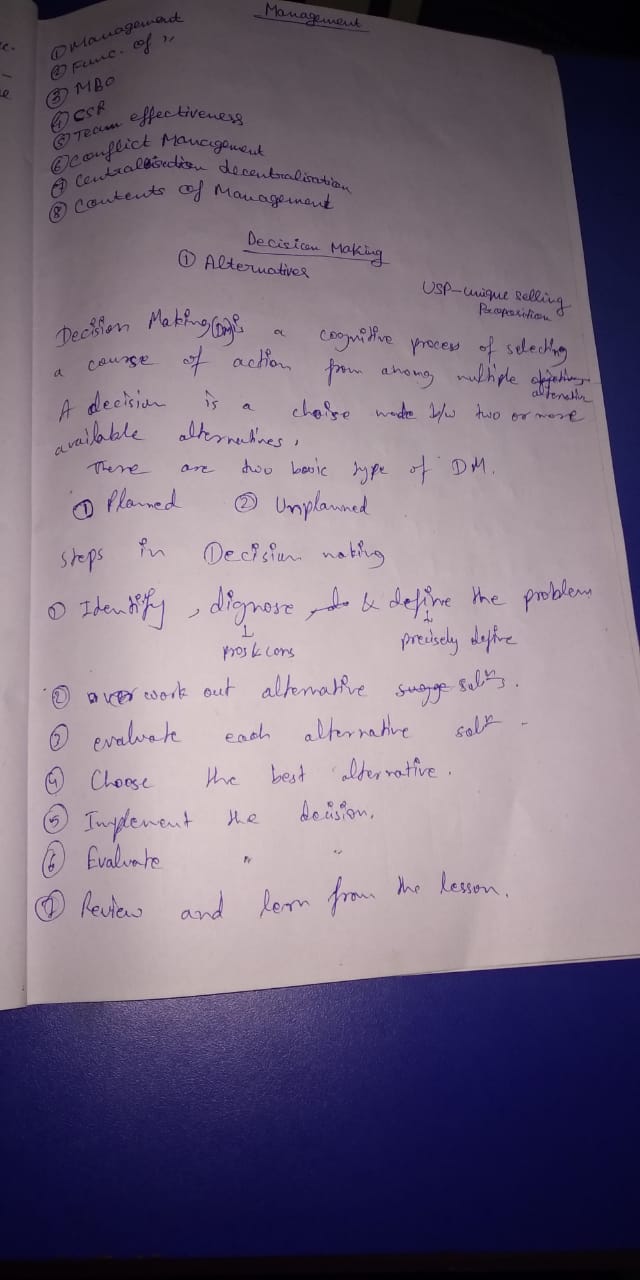 Management
① Management
② Func. of "
③ MBO
④ CSR
⑤ Team effectiveness
⑥ Conflict Management
⑦ Centralisation decentralisation
⑧ Contents of Management
Decision Making
① Alternatives
USP-unique selling
Proposition
Decision Making(DM) is a cognitive process of selecting
a course of action from among multiple objectives
alternative
A decision is a choise made b/w two or more
available alternatives,
There are two basic type of DM.
① Planned ② Unplanned
Steps in Decision making
① Identify, dignose, & define the problem
pros & cons precisely define
② work out alternative sugge solns.
③ evaluate each alternative soln -
④ Choose the best alternative.
⑤ Implement the decision.
⑥ Evaluate " "
⑦ Review and lern from the lesson.